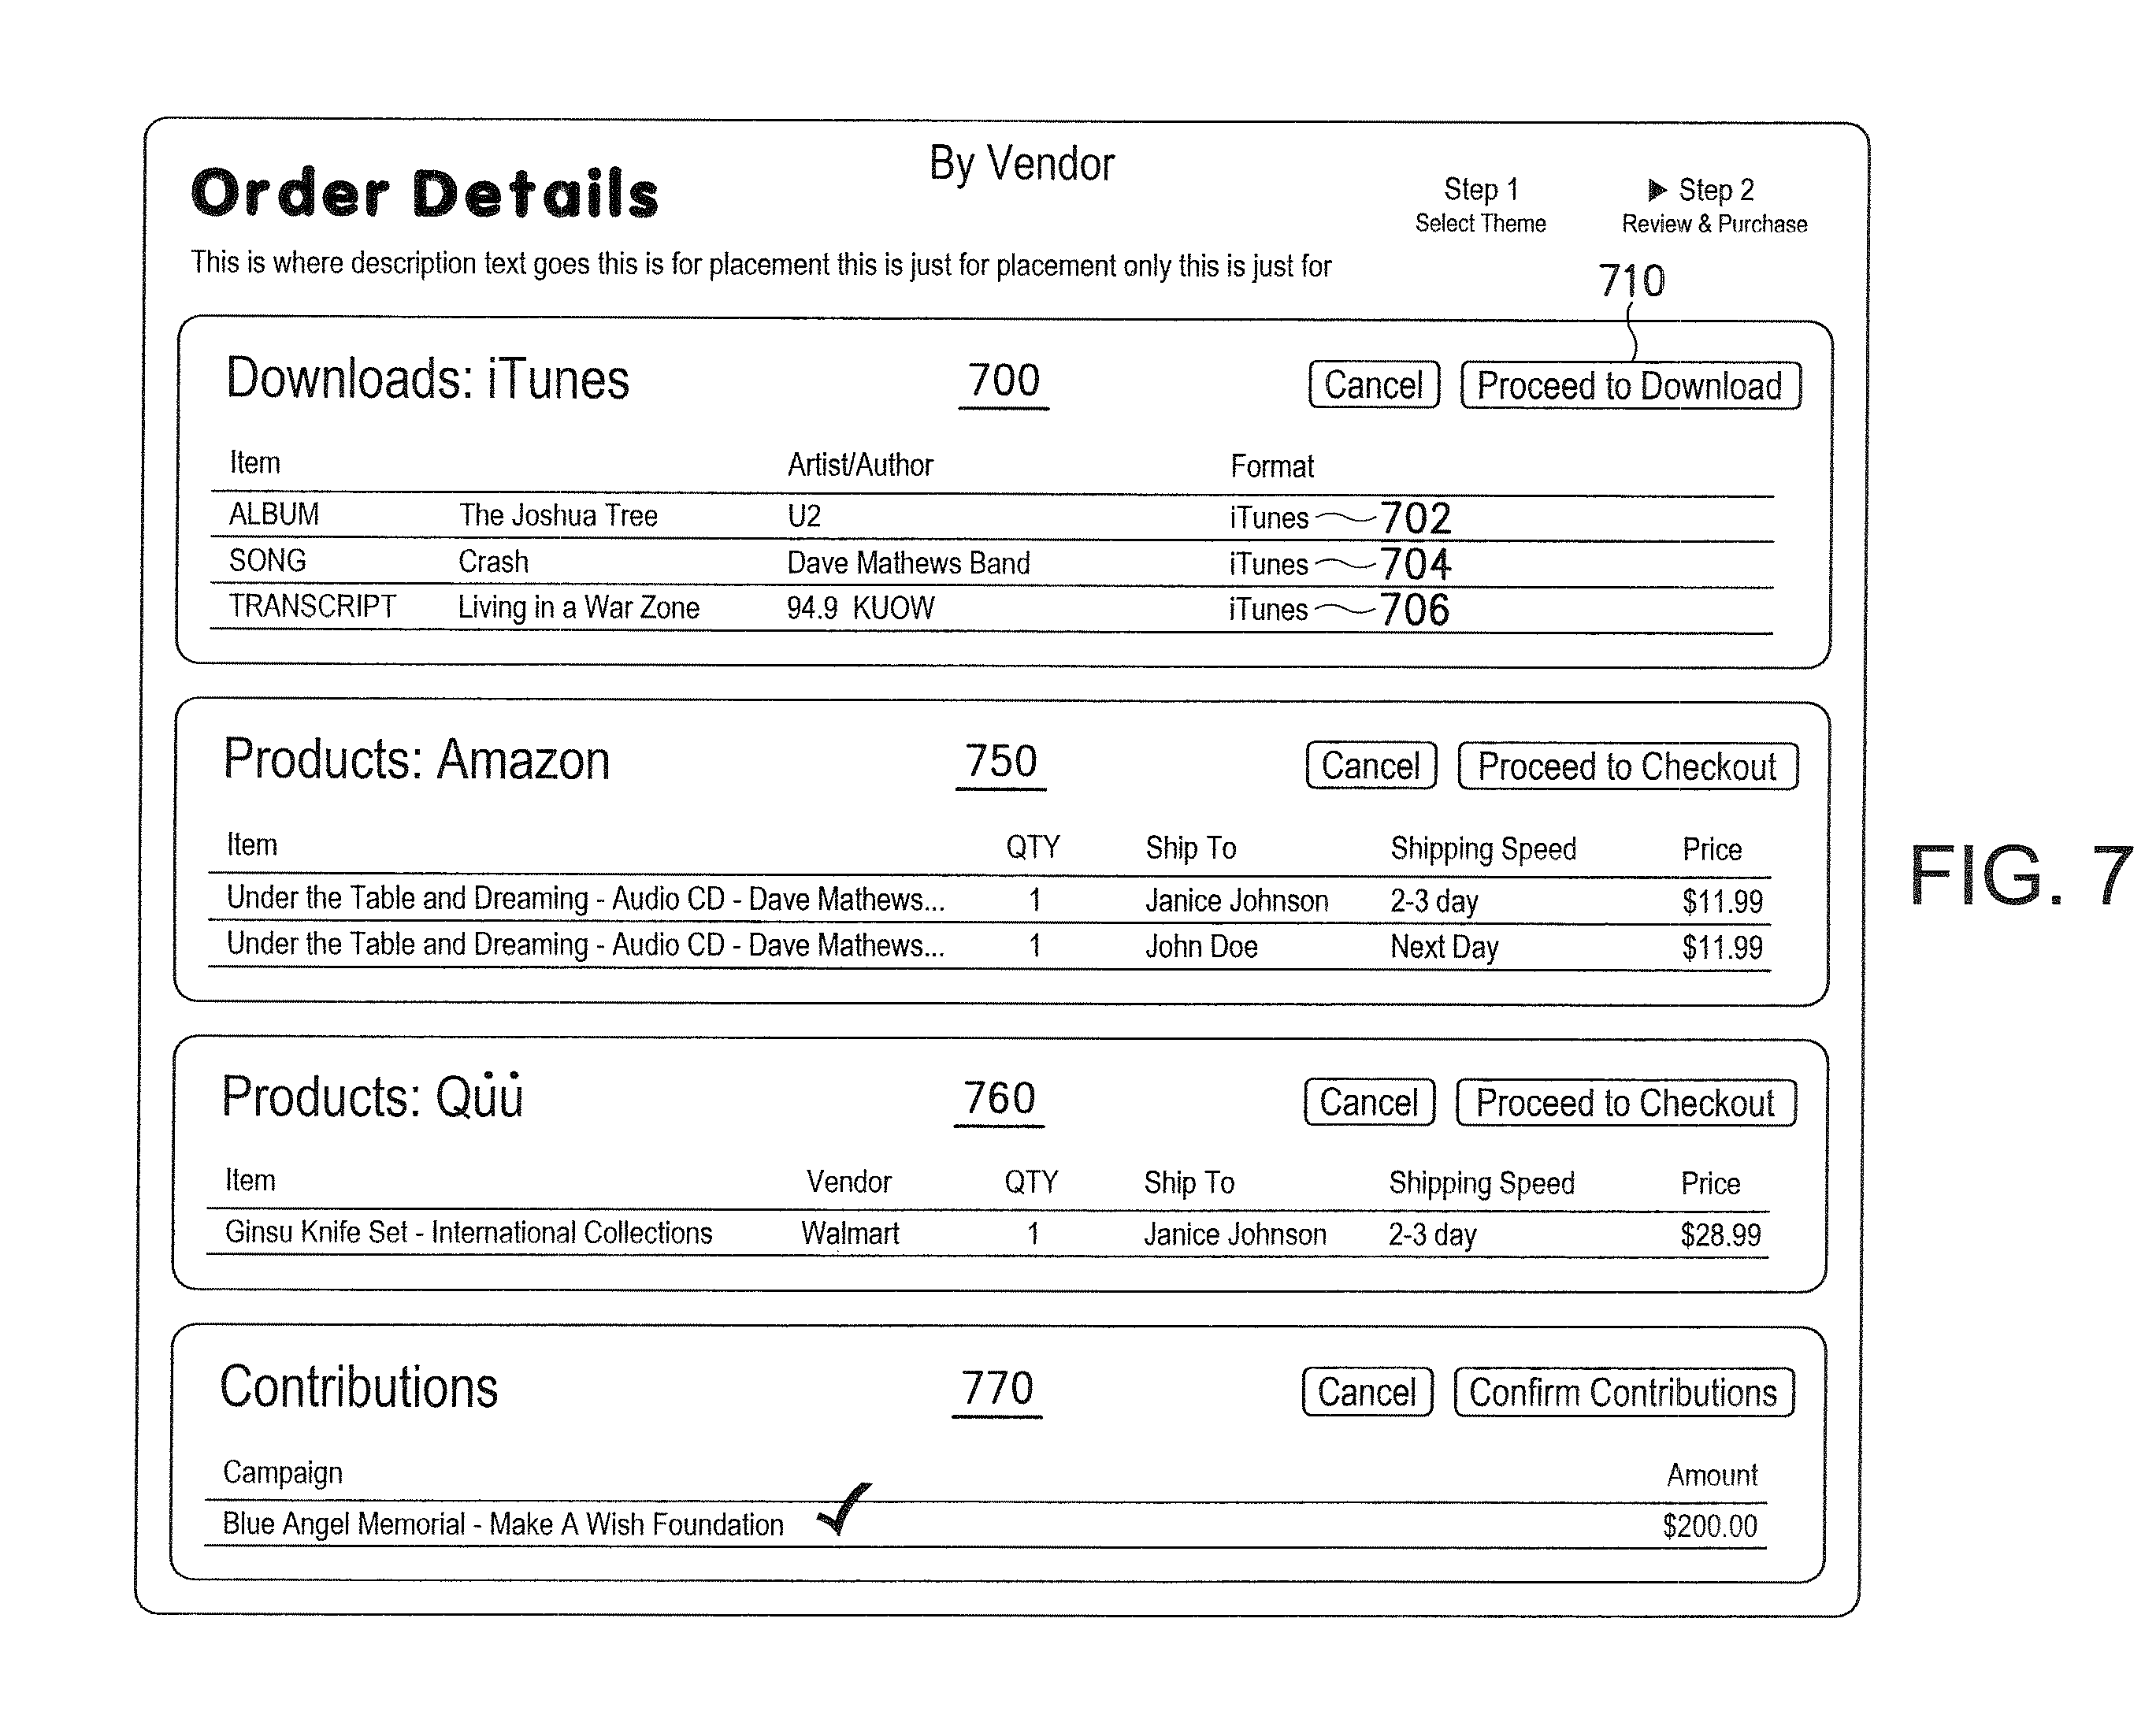 By Vendor
Order Details
Step 1 ▶ Step 2
Select Theme Review & Purchase
This is where description text goes this is for placement this is just for placement only this is just for
710
Downloads: iTunes 700 Cancel Proceed to Download
Item Artist/Author Format
ALBUM The Joshua Tree U2 iTunes 702
SONG Crash Dave Mathews Band iTunes 704
TRANSCRIPT Living in a War Zone 94.9 KUOW iTunes 706
Products: Amazon 750 Cancel Proceed to Checkout
Item QTY Ship To Shipping Speed Price
Under the Table and Dreaming - Audio CD - Dave Mathews... 1 Janice Johnson 2-3 day $11.99
Under the Table and Dreaming - Audio CD - Dave Mathews... 1 John Doe Next Day $11.99
FIG. 7
Products: Qu̇u̇ 760 Cancel Proceed to Checkout
Item Vendor QTY Ship To Shipping Speed Price
Ginsu Knife Set - International Collections Walmart 1 Janice Johnson 2-3 day $28.99
Contributions 770 Cancel Confirm Contributions
Campaign Amount
Blue Angel Memorial - Make A Wish Foundation ✓ $200.00